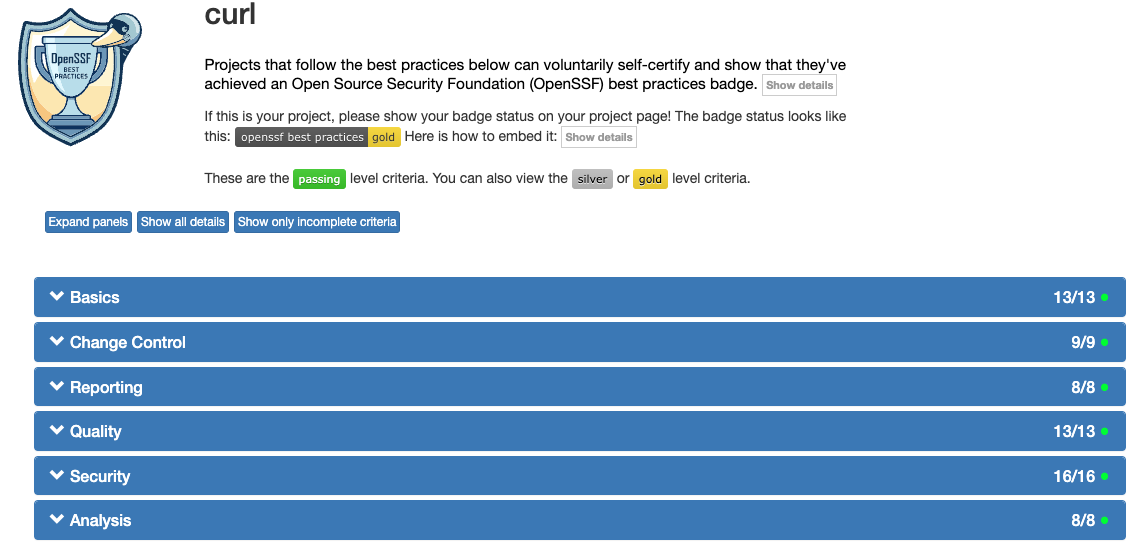 curl
OpenSSF
BEST
PRACTICES
Projects that follow the best practices below can voluntarily self-certify and show that they've
achieved an Open Source Security Foundation (OpenSSF) best practices badge. Show details
If this is your project, please show your badge status on your project page! The badge status looks like
this: openssf best practices gold Here is how to embed it: Show details
These are the passing level criteria. You can also view the silver or gold level criteria.
Expand panels Show all details Show only incomplete criteria
Basics 13/13
Change Control 9/9
Reporting 8/8
Quality 13/13
Security 16/16
Analysis 8/8